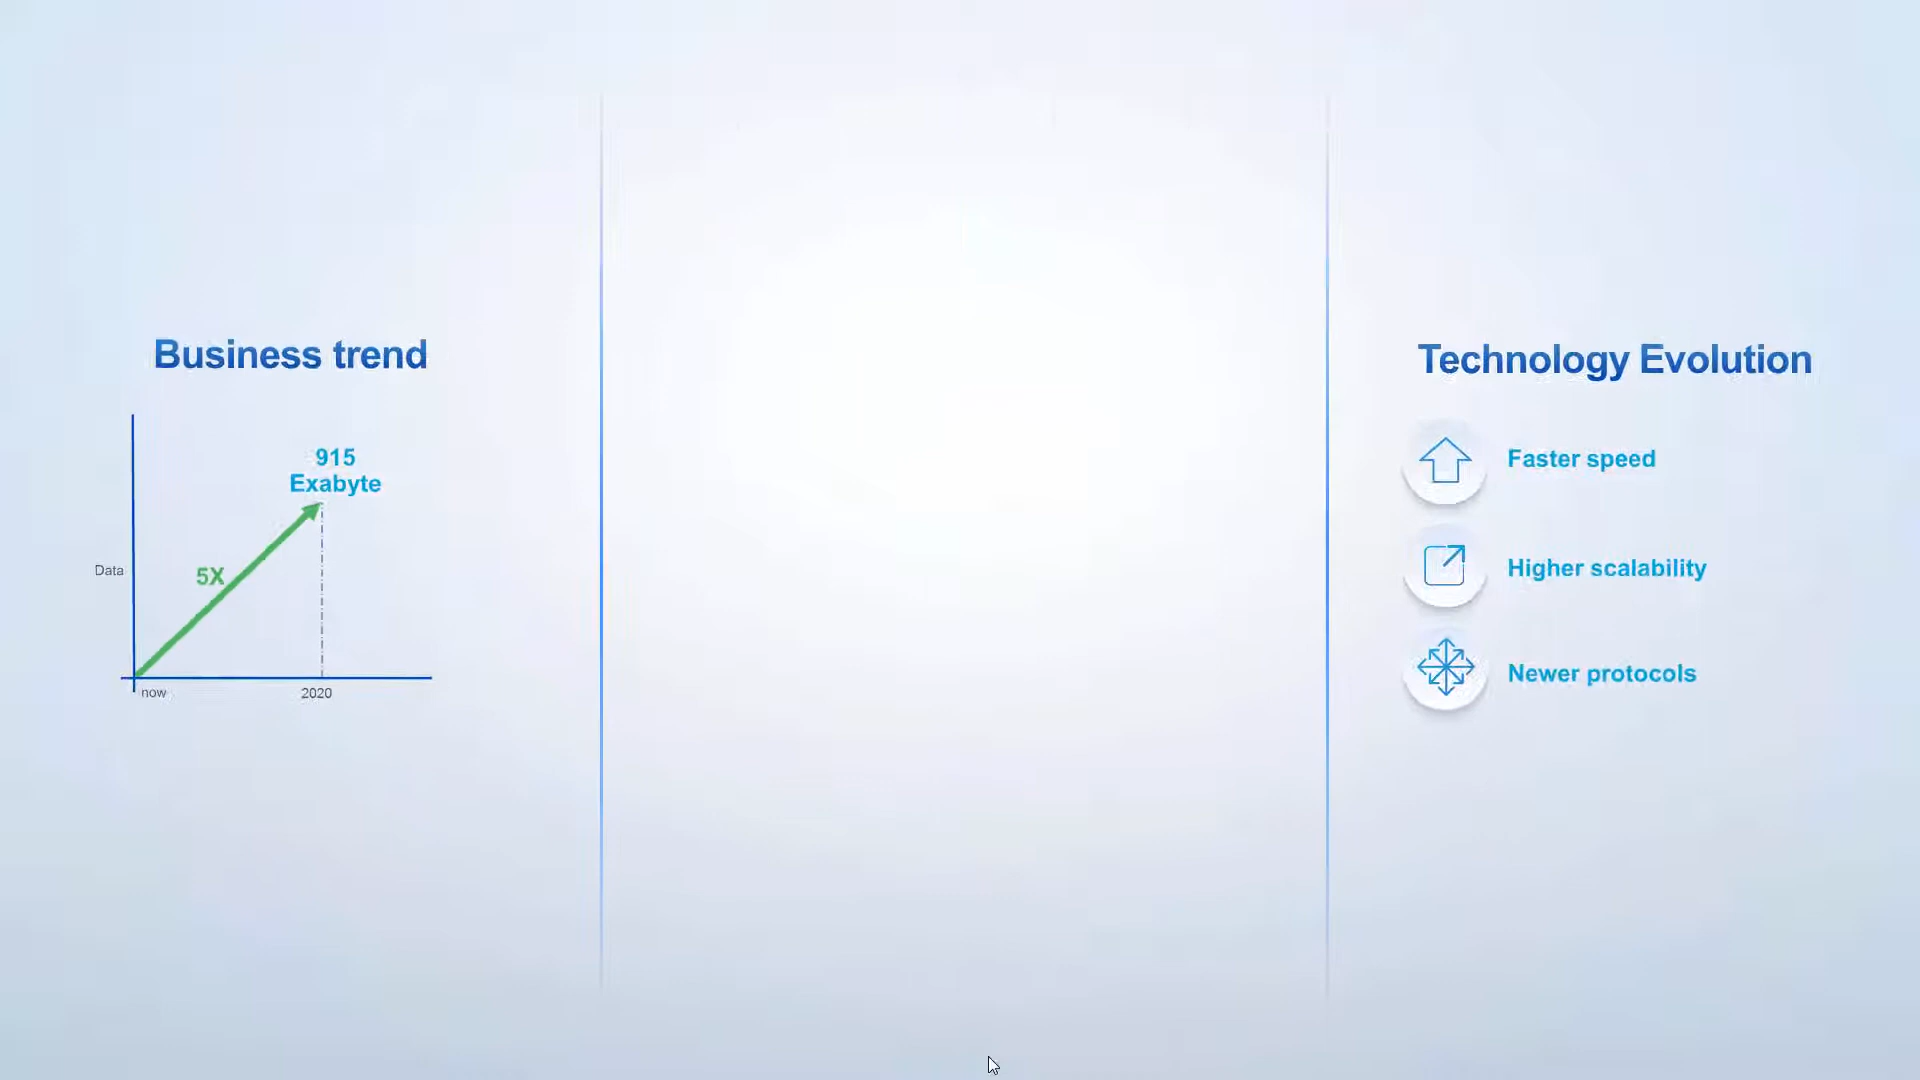 Business trend
915
Exabyte
5X
Data
now
2020
Technology Evolution
Faster speed
Higher scalability
Newer protocols